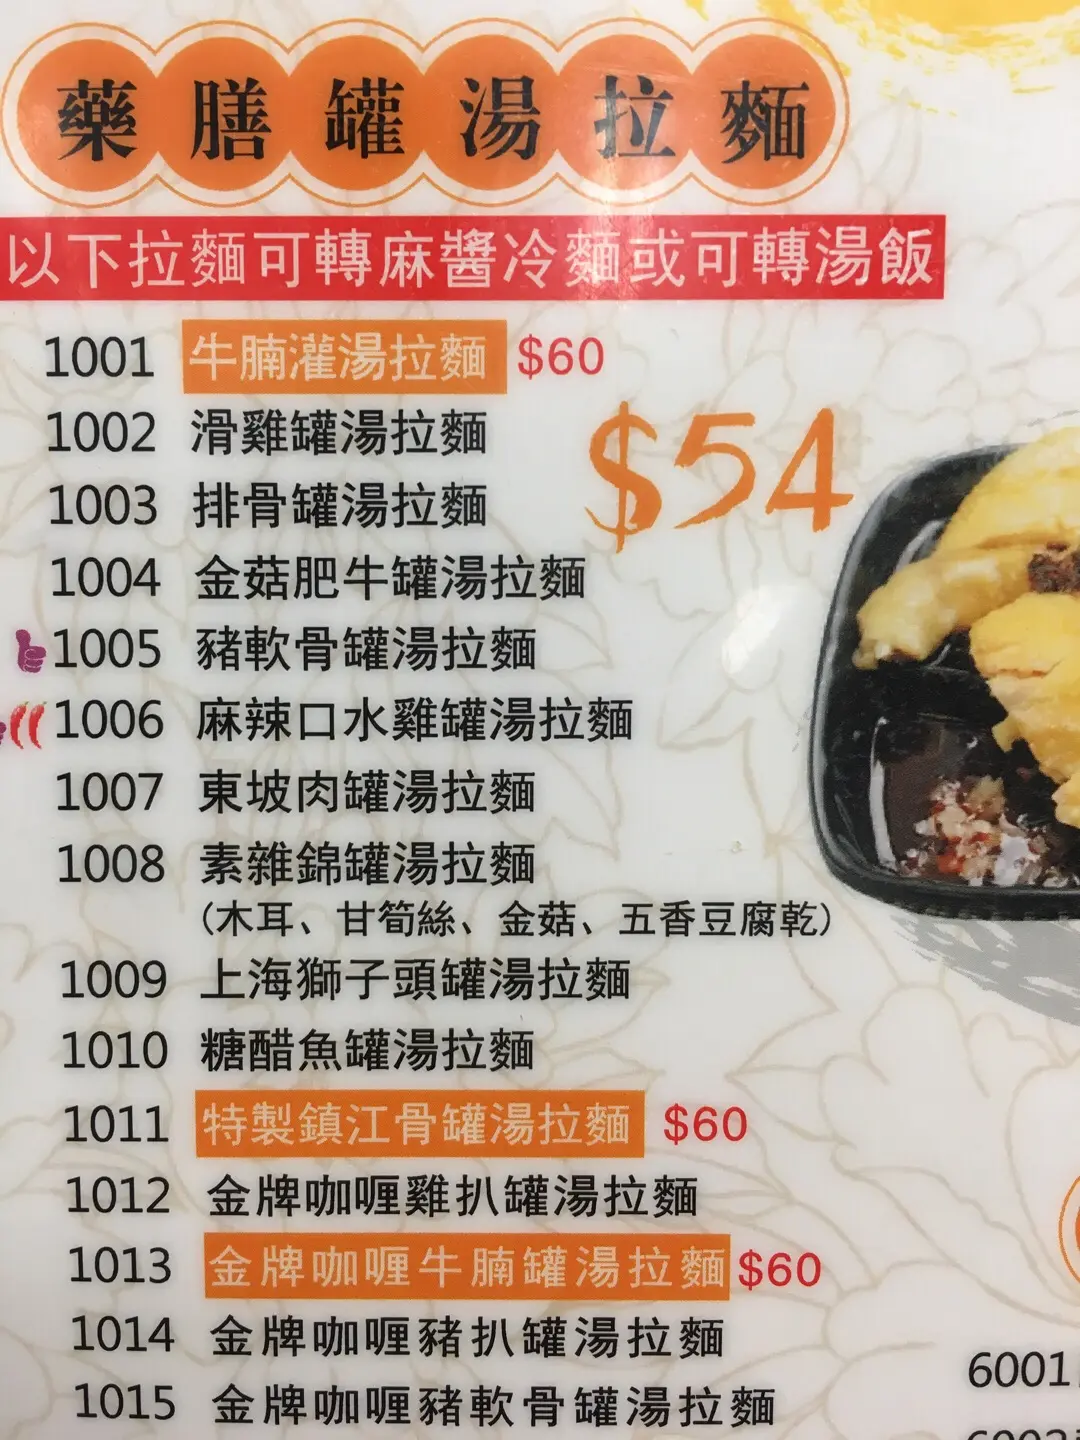 藥膳罐湯拉麵
以下拉麵可轉麻醬冷麵或可轉湯飯
1001 牛腩灌湯拉麵 $60
$54
1002 滑雞罐湯拉麵
1003 排骨罐湯拉麵
1004 金菇肥牛罐湯拉麵
1005 豬軟骨罐湯拉麵
1006 麻辣口水雞罐湯拉麵
1007 東坡肉罐湯拉麵
1008 素雜錦罐湯拉麵
(木耳、甘筍絲、金菇、五香豆腐乾)
1009 上海獅子頭罐湯拉麵
1010 糖醋魚罐湯拉麵
1011 特製鎮江骨罐湯拉麵 $60
1012 金牌咖喱雞扒罐湯拉麵
1013 金牌咖喱牛腩罐湯拉麵 $60
1014 金牌咖喱豬扒罐湯拉麵
1015 金牌咖喱豬軟骨罐湯拉麵
6001